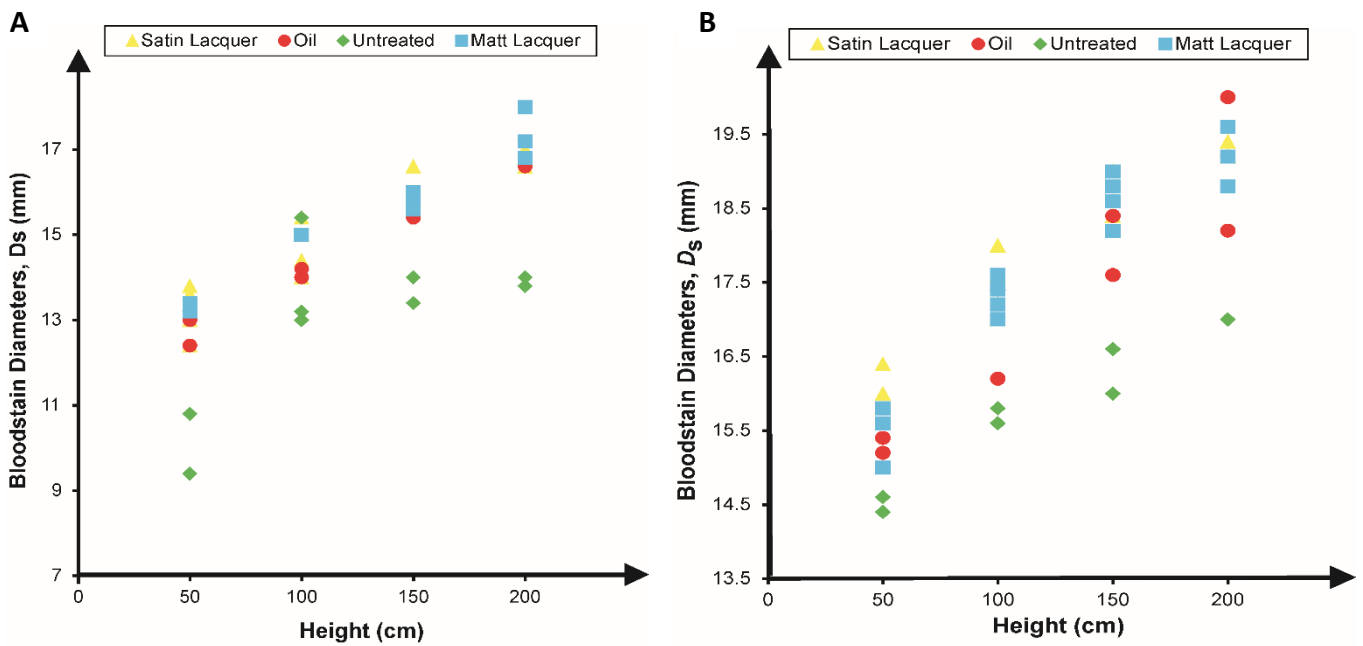 A
Satin Lacquer Oil Untreated Matt Lacquer
Bloodstain Diameters, Ds (mm)
17
15
13
11
9
7
0 50 100 150 200
Height (cm)
B
Satin Lacquer Oil Untreated Matt Lacquer
Bloodstain Diameters, DS (mm)
19.5
18.5
17.5
16.5
15.5
14.5
13.5
0 50 100 150 200
Height (cm)